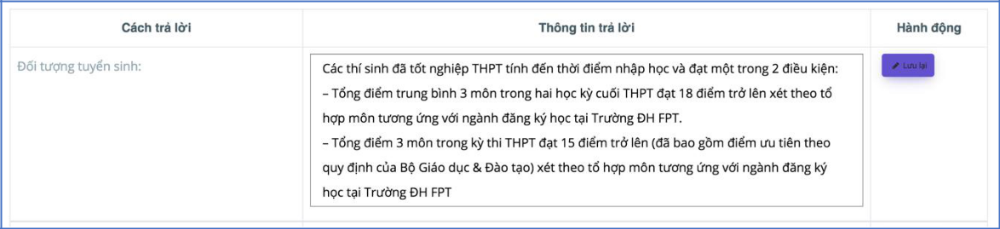 Cách trả lời
Thông tin trả lời
Hành động
Đối tượng tuyển sinh:
Các thí sinh đã tốt nghiệp THPT tính đến thời điểm nhập học và đạt một trong 2 điều kiện:
– Tổng điểm trung bình 3 môn trong hai học kỳ cuối THPT đạt 18 điểm trở lên xét theo tổ
hợp môn tương ứng với ngành đăng ký học tại Trường ĐH FPT.
– Tổng điểm 3 môn trong kỳ thi THPT đạt 15 điểm trở lên (đã bao gồm điểm ưu tiên theo
quy định của Bộ Giáo dục & Đào tạo) xét theo tổ hợp môn tương ứng với ngành đăng ký
học tại Trường ĐH FPT
Lưu lại